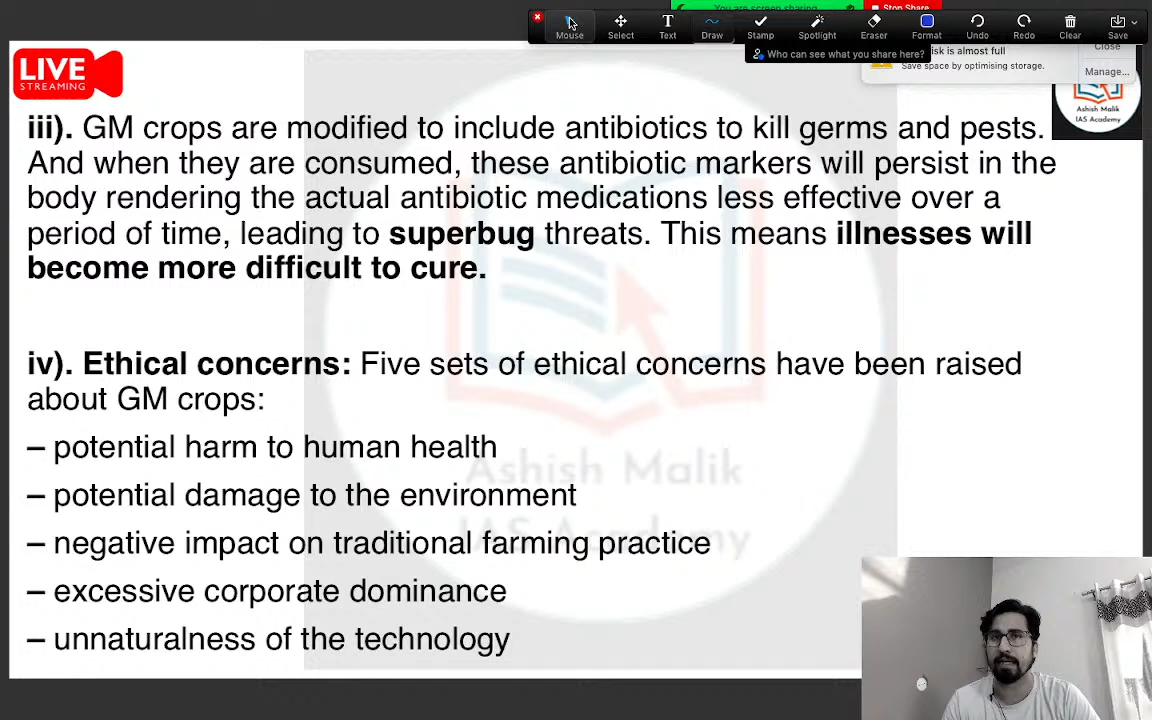 You are screen sharing
Stop Share
Mouse
Select
Text
Draw
Stamp
Spotlight
Eraser
Format
Undo
Redo
Clear
Save
Who can see what you share here?
isk is almost full
Save space by optimising storage.
Close
Manage...
LIVE
STREAMING
Ashish Malik
IAS Academy
iii). GM crops are modified to include antibiotics to kill germs and pests.
And when they are consumed, these antibiotic markers will persist in the
body rendering the actual antibiotic medications less effective over a
period of time, leading to superbug threats. This means illnesses will
become more difficult to cure.
iv). Ethical concerns: Five sets of ethical concerns have been raised
about GM crops:
– potential harm to human health
– potential damage to the environment
– negative impact on traditional farming practice
– excessive corporate dominance
– unnaturalness of the technology
Ashish Malik
IAS Academy